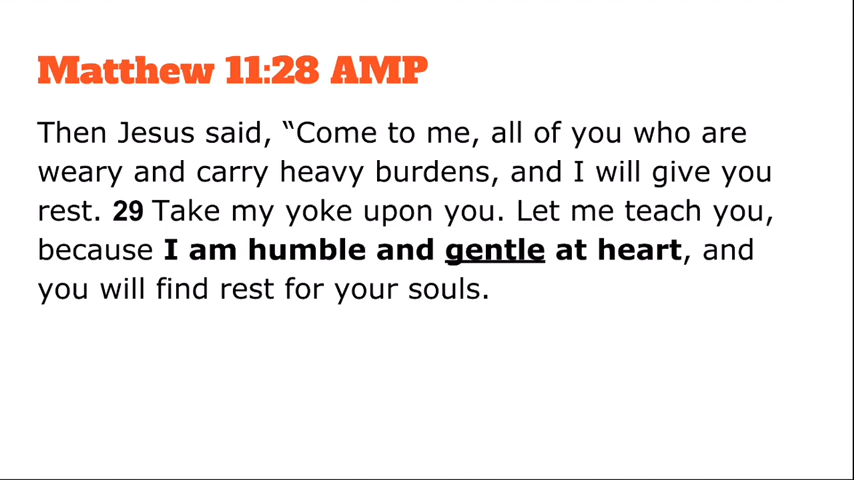 Matthew 11:28 AMP
Then Jesus said, “Come to me, all of you who are
weary and carry heavy burdens, and I will give you
rest. 29 Take my yoke upon you. Let me teach you,
because I am humble and gentle at heart, and
you will find rest for your souls.